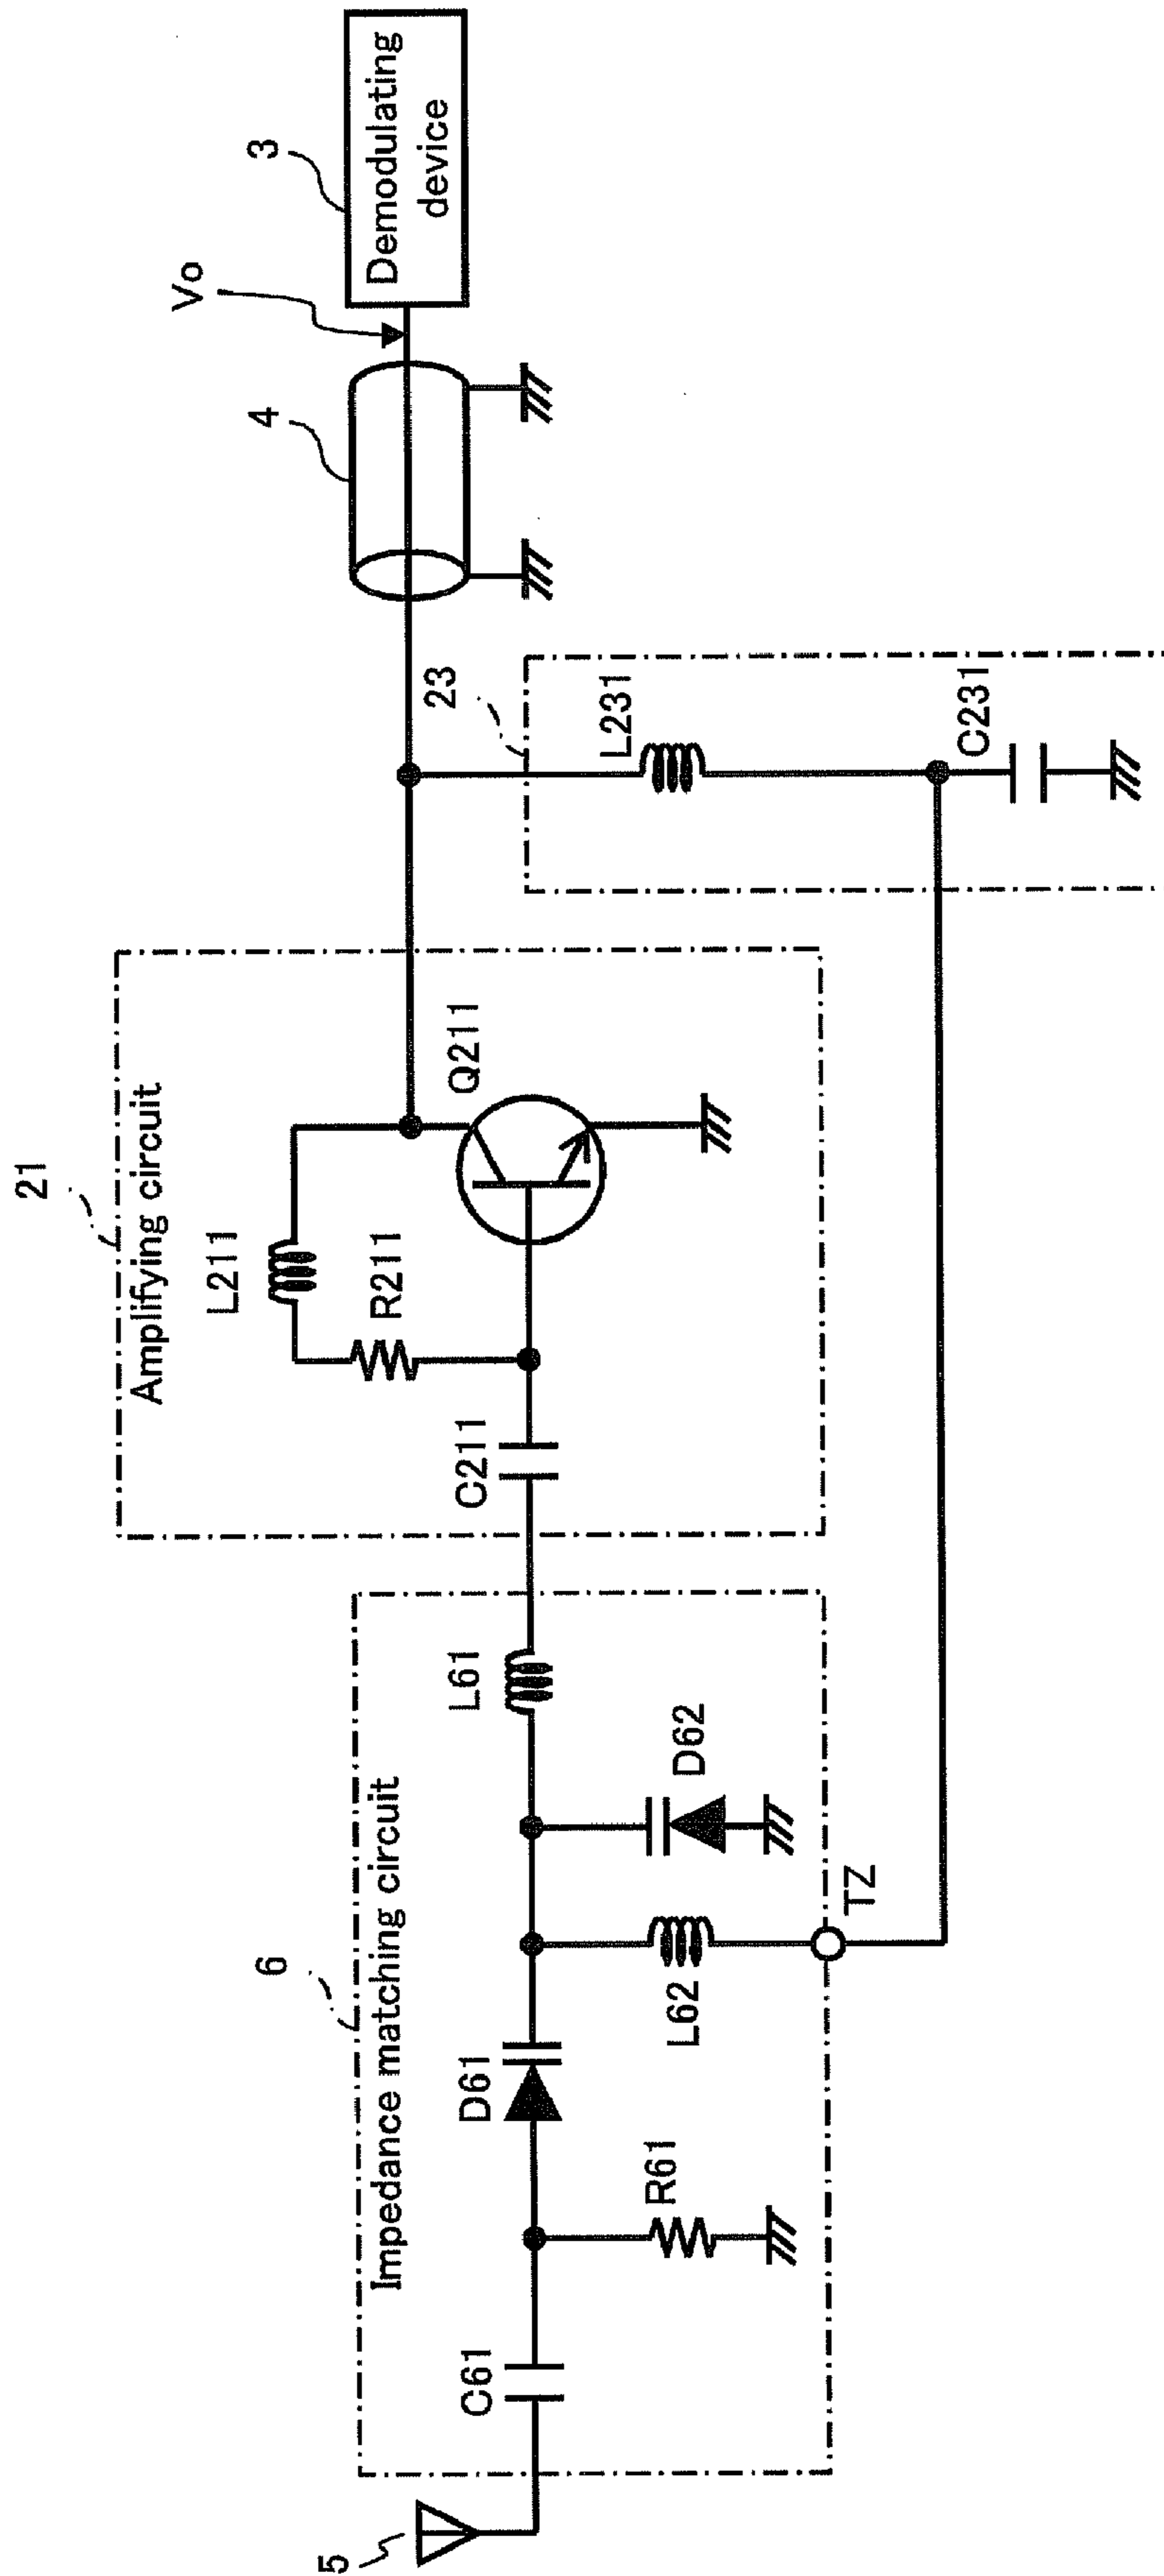 21
Amplifying circuit
L211
R211
C211
Q211
Vo
3
Demodulating
device
4
23
L231
C231
6
Impedance matching circuit
5
C61
R61
D61
L62
TZ
D62
L61